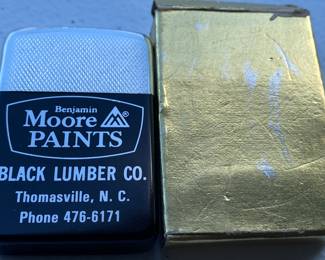 Benjamin
Moore ®
PAINTS
BLACK LUMBER CO.
Thomasville, N. C.
Phone 476-6171